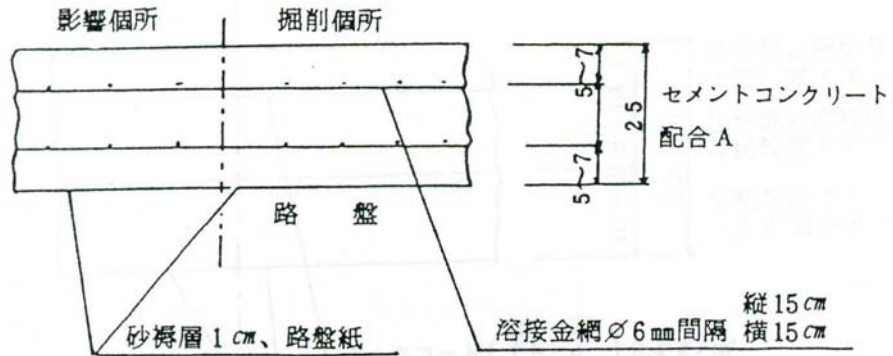 影響個所
掘削個所
5~7
25
5~7
セメントコンクリート
配合A
路 盤
砂褥層1cm、路盤紙
溶接金網∅6mm間隔 縦15cm
横15cm